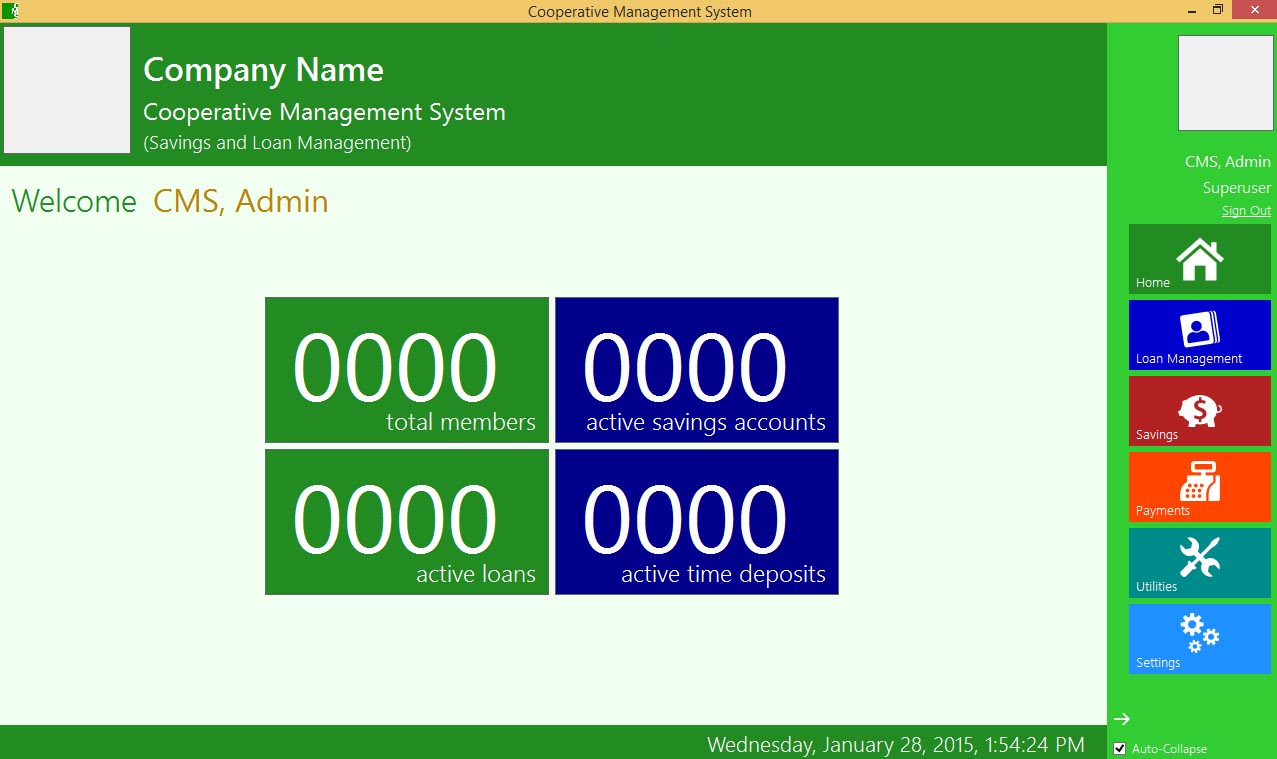 Cooperative Management System
Company Name
Cooperative Management System
(Savings and Loan Management)
Welcome CMS, Admin
0000
total members
0000
active savings accounts
0000
active loans
0000
active time deposits
Wednesday, January 28, 2015, 1:54:24 PM
CMS, Admin
Superuser
Sign Out
Home
Loan Management
Savings
Payments
Utilities
Settings
Auto-Collapse